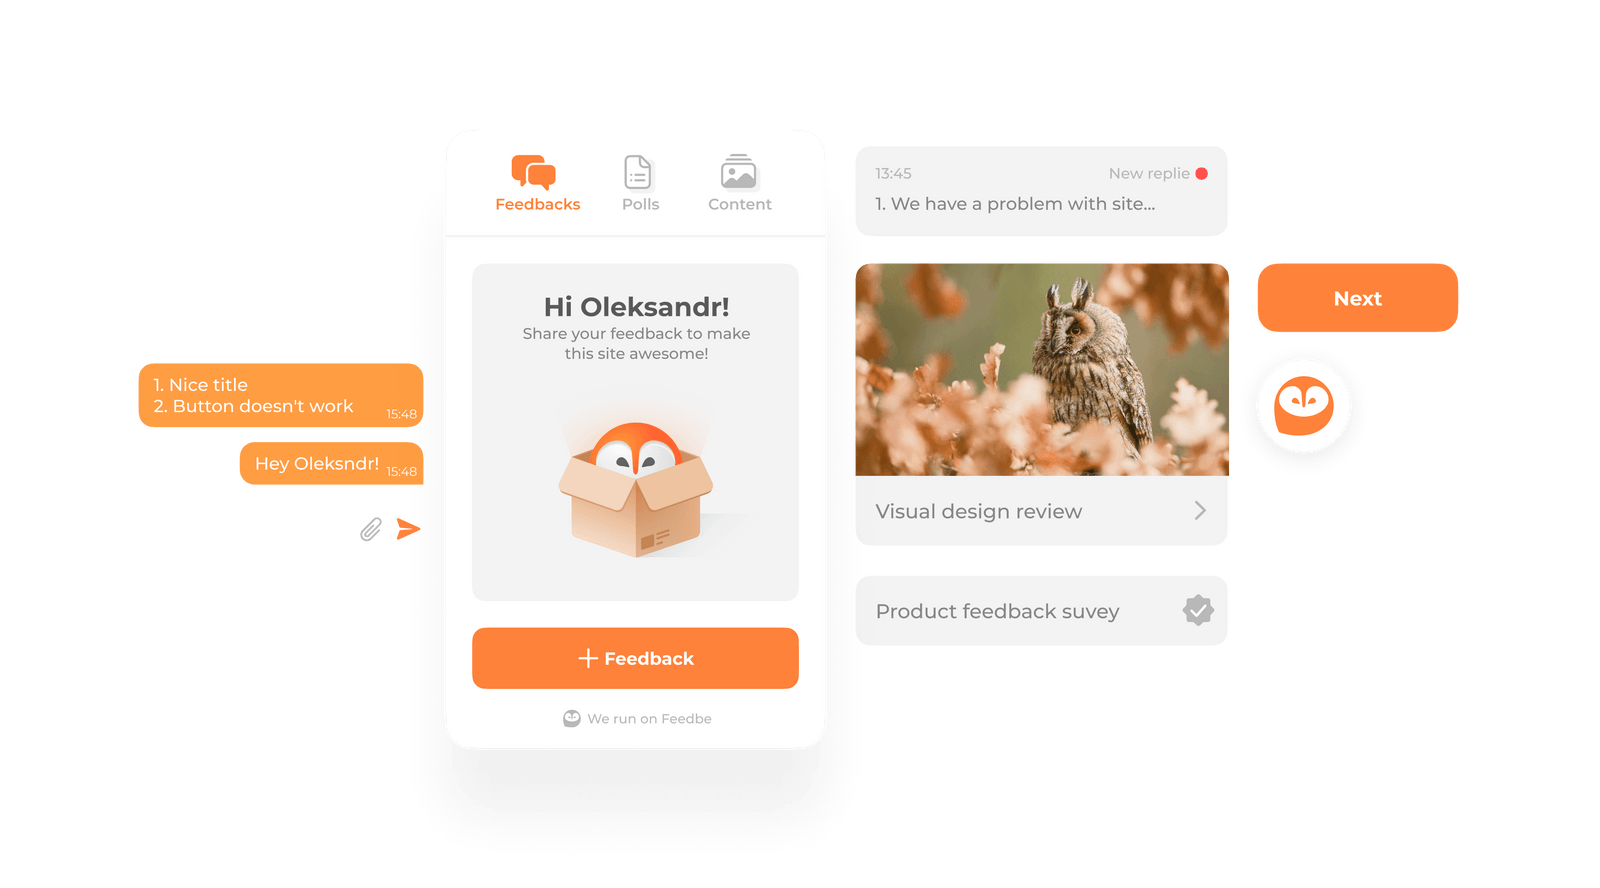 1. Nice title
2. Button doesn't work
15:48
Hey Oleksndr!
15:48
Feedbacks
Polls
Content
Hi Oleksandr!
Share your feedback to make
this site awesome!
Feedback
We run on Feedbe
13:45
New replie
1. We have a problem with site...
Visual design review
Product feedback suvey
Next